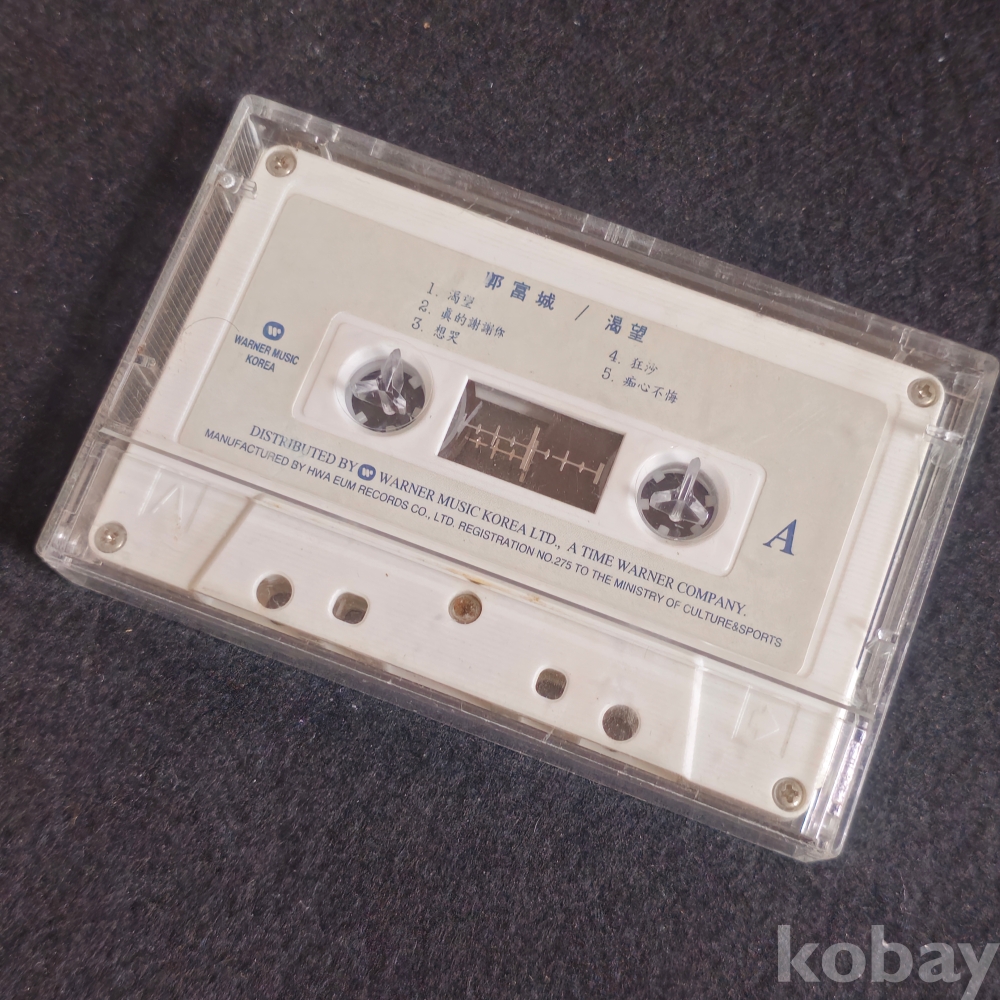 郭富城 / 渴望
1. 渴望
2. 眞的謝謝你
3. 想哭
4. 狂沙
5. 痴心不悔
WARNER MUSIC
KOREA
A
DISTRIBUTED BY WARNER MUSIC KOREA LTD., A TIME WARNER COMPANY.
MANUFACTURED BY HWA EUM RECORDS CO., LTD. REGISTRATION NO.275 TO THE MINISTRY OF CULTURE&SPORTS
kobay